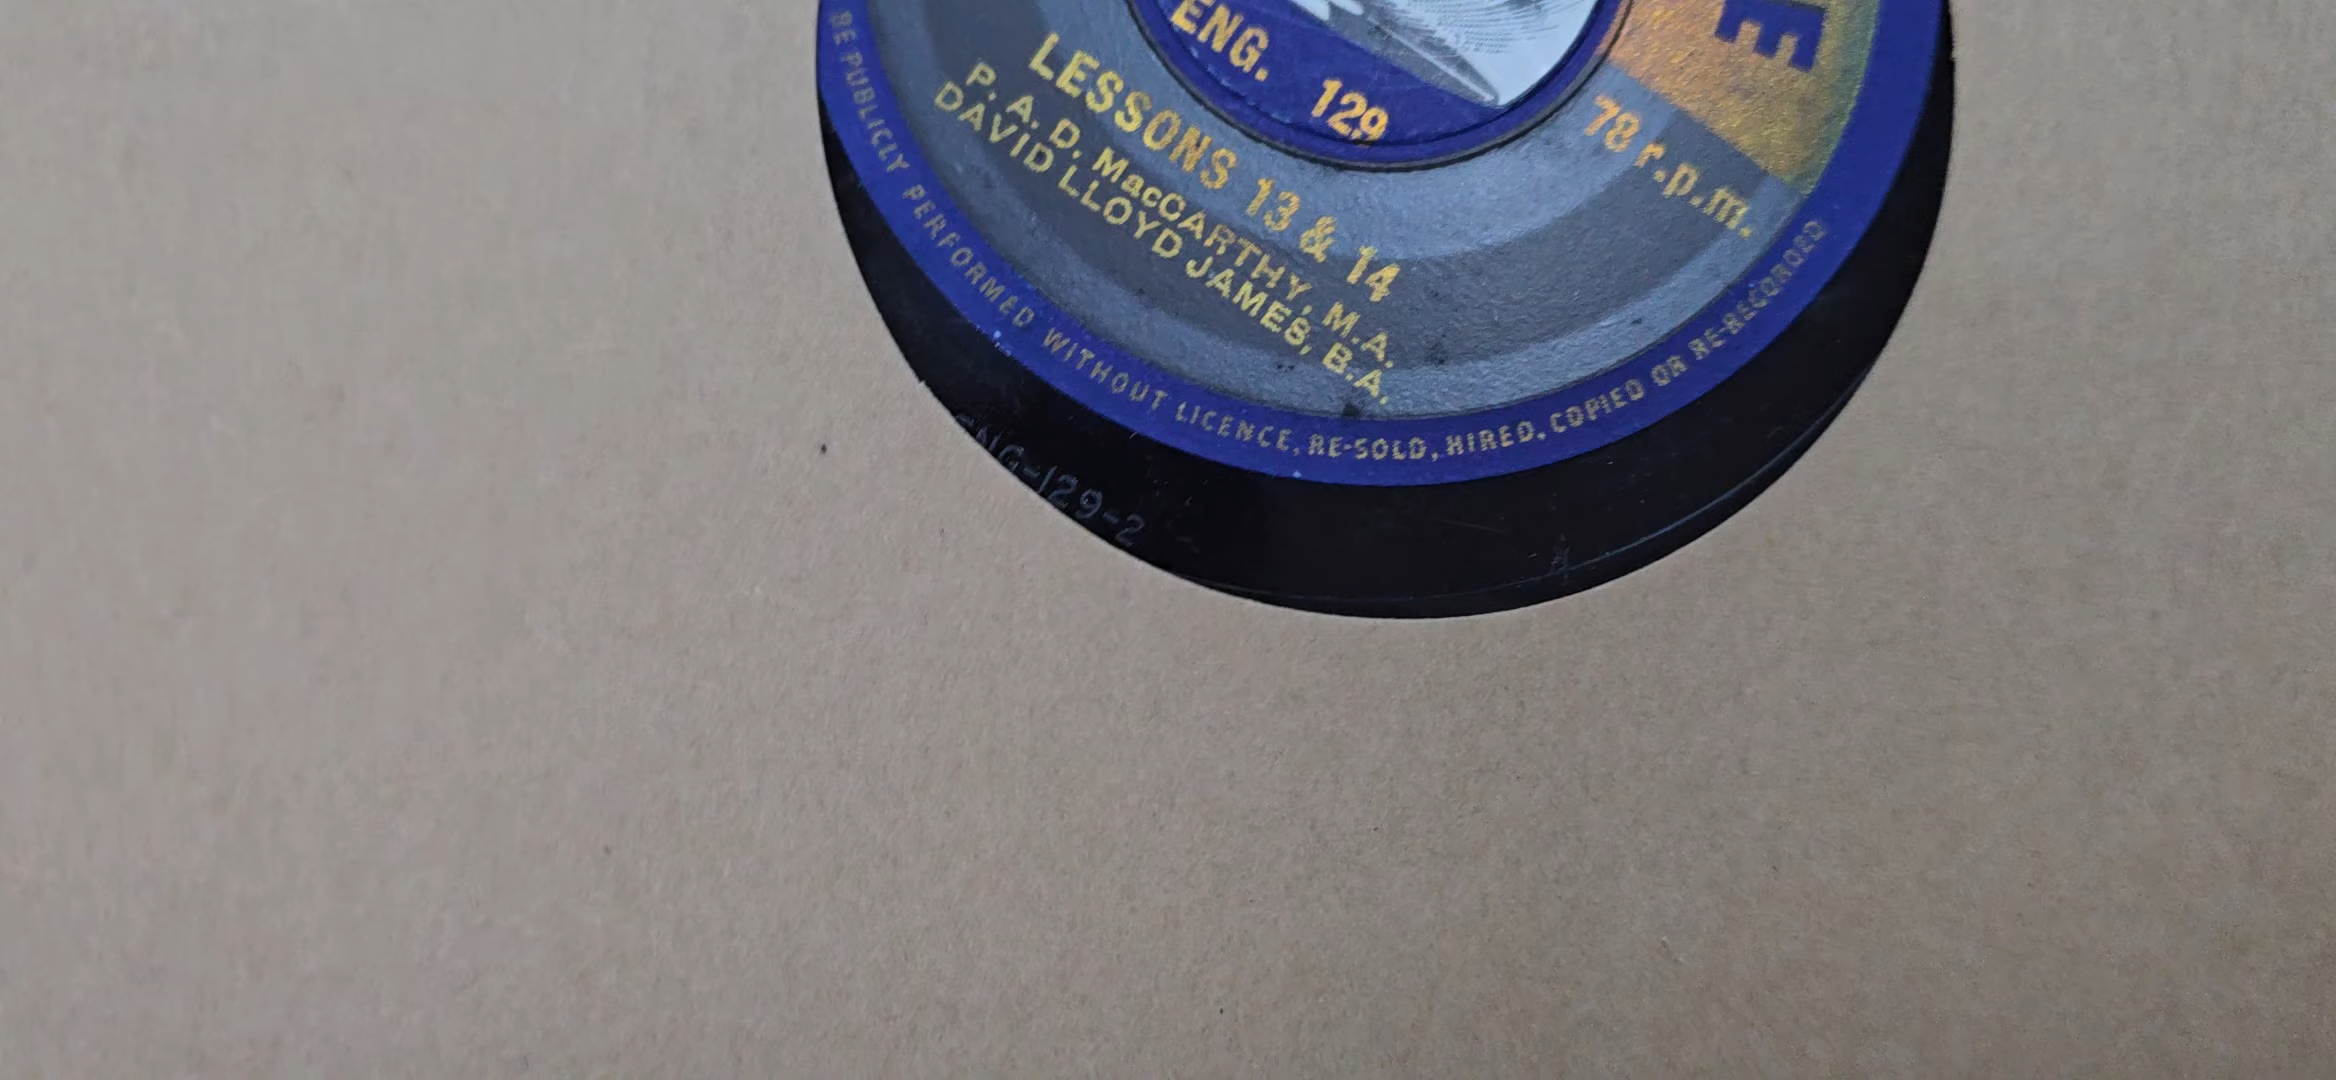 E
ENG. 129
78 r.p.m.
LESSONS 13 & 14
P. A. D. MacCARTHY, M.A.
DAVID LLOYD JAMES, B.A.
BE PUBLICLY PERFORMED WITHOUT LICENCE, RE-SOLD, HIRED, COPIED OR RE-RECORDED
ENG-129-2